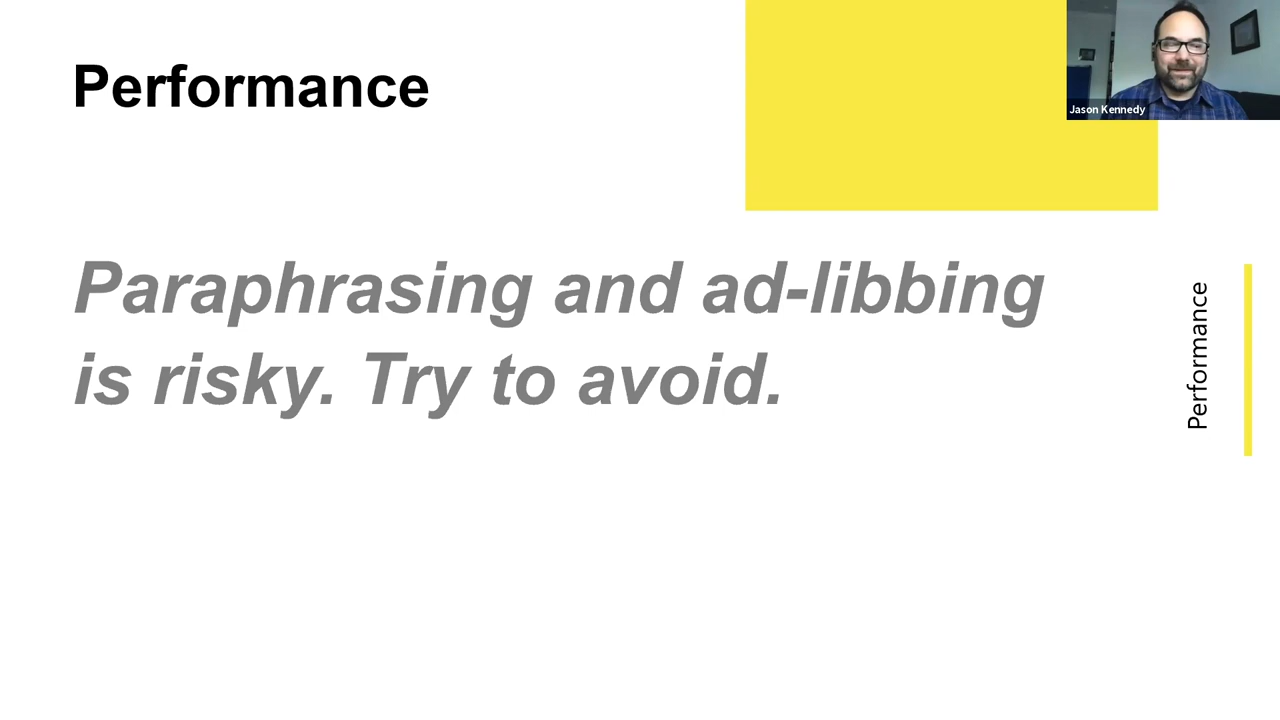 Performance
Jason Kennedy
Paraphrasing and ad-libbing
is risky. Try to avoid.
Performance